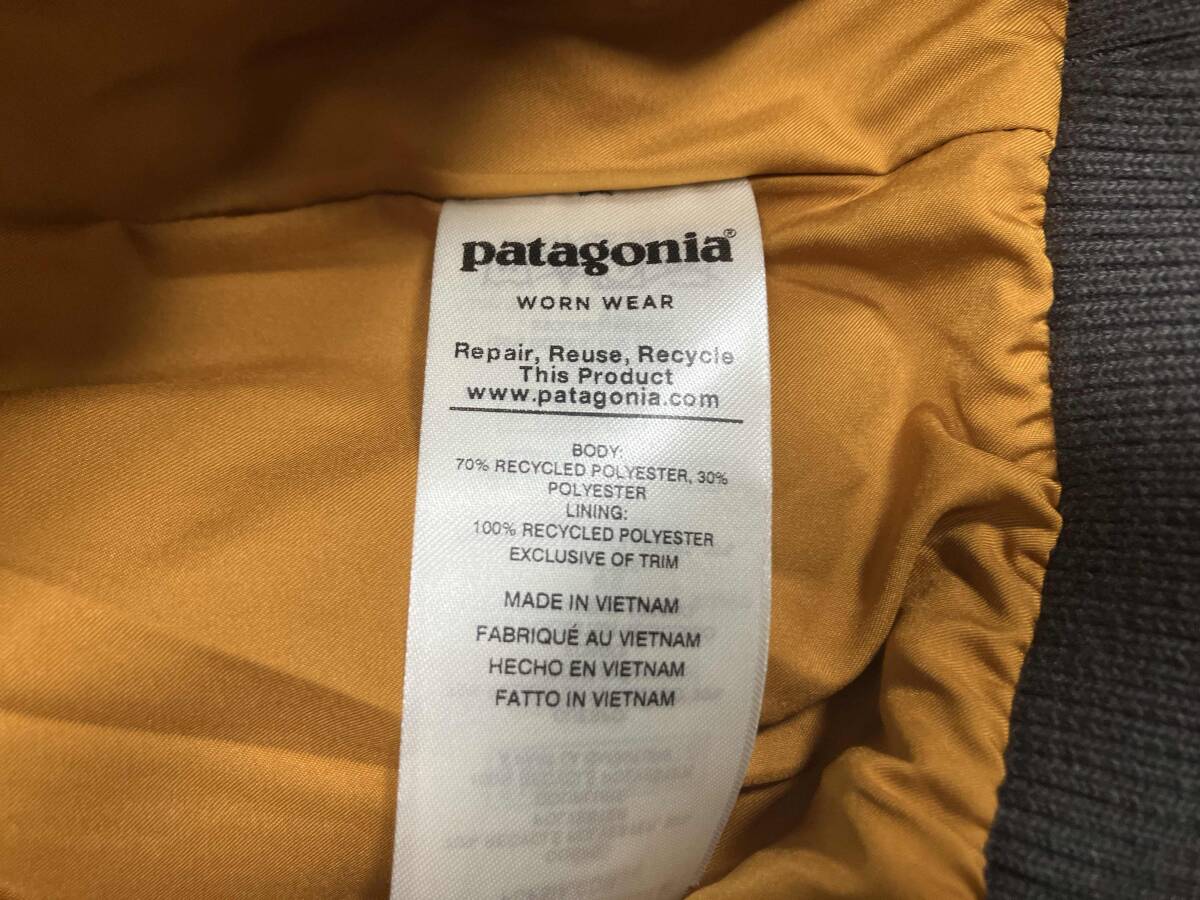 patagonia®
WORN WEAR
Repair, Reuse, Recycle
This Product
www.patagonia.com
BODY:
70% RECYCLED POLYESTER, 30%
POLYESTER
LINING:
100% RECYCLED POLYESTER
EXCLUSIVE OF TRIM
MADE IN VIETNAM
FABRIQUÉ AU VIETNAM
HECHO EN VIETNAM
FATTO IN VIETNAM